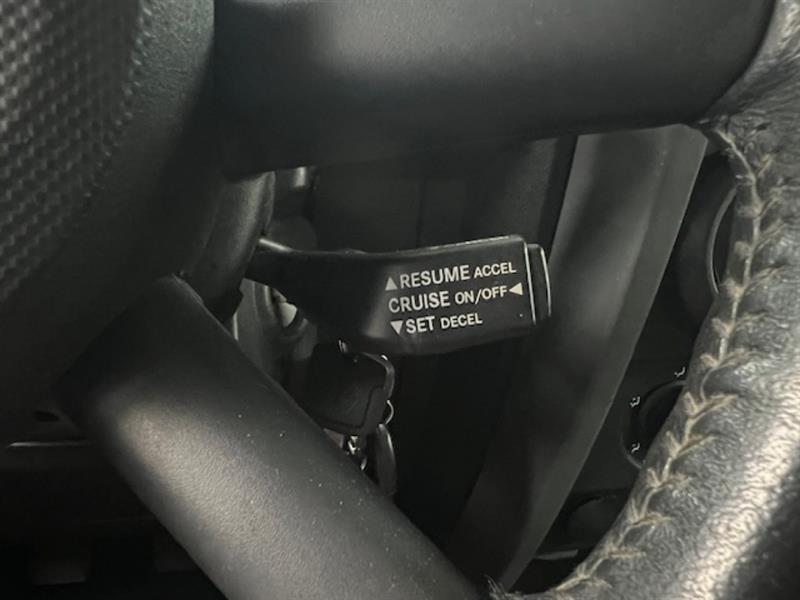 ▲RESUME ACCEL
CRUISE ON/OFF◄
▼SET DECEL